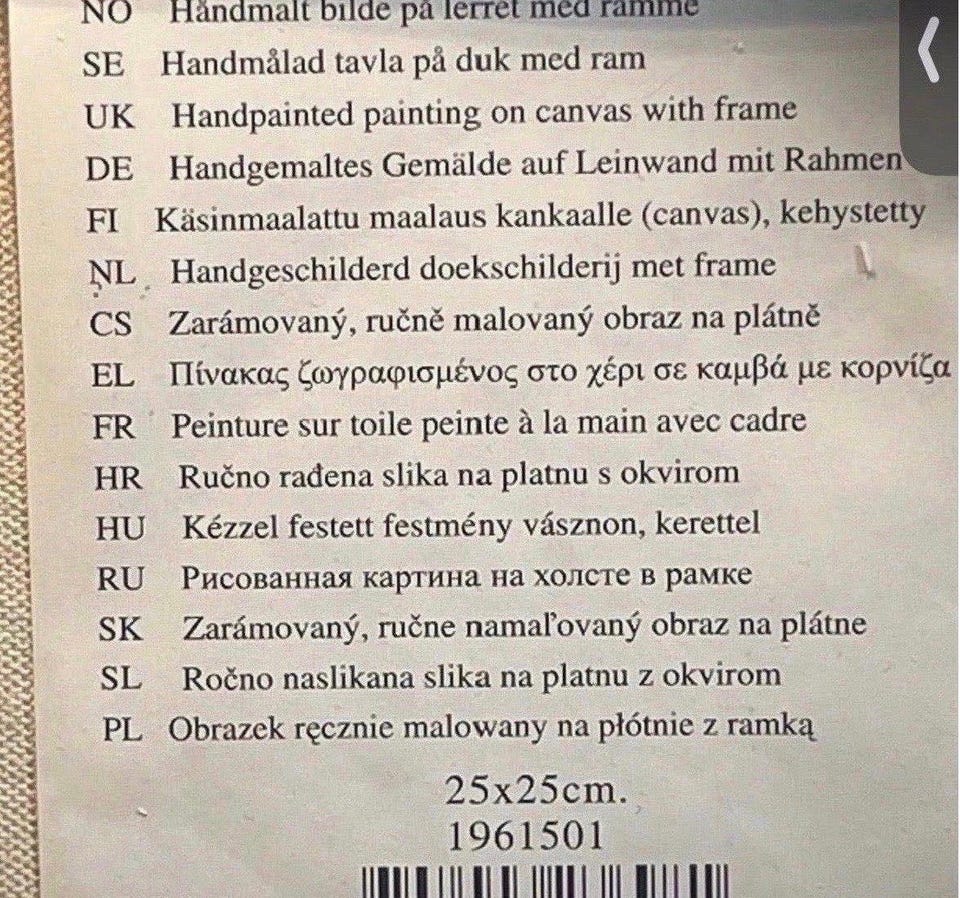 NO Håndmalt bilde på lerret med ramme
SE Handmålad tavla på duk med ram
UK Handpainted painting on canvas with frame
DE Handgemaltes Gemälde auf Leinwand mit Rahmen
FI Käsinmaalattu maalaus kankaalle (canvas), kehystetty
NL Handgeschilderd doekschilderij met frame
CS Zarámovaný, ručně malovaný obraz na plátně
EL Πίνακας ζωγραφισμένος στο χέρι σε καμβά με κορνίζα
FR Peinture sur toile peinte à la main avec cadre
HR Ručno rađena slika na platnu s okvirom
HU Kézzel festett festmény vásznon, kerettel
RU Рисованная картина на холсте в рамке
SK Zarámovaný, ručne namaľovaný obraz na plátne
SL Ročno naslikana slika na platnu z okvirom
PL Obrazek ręcznie malowany na płótnie z ramką
25x25cm.
1961501